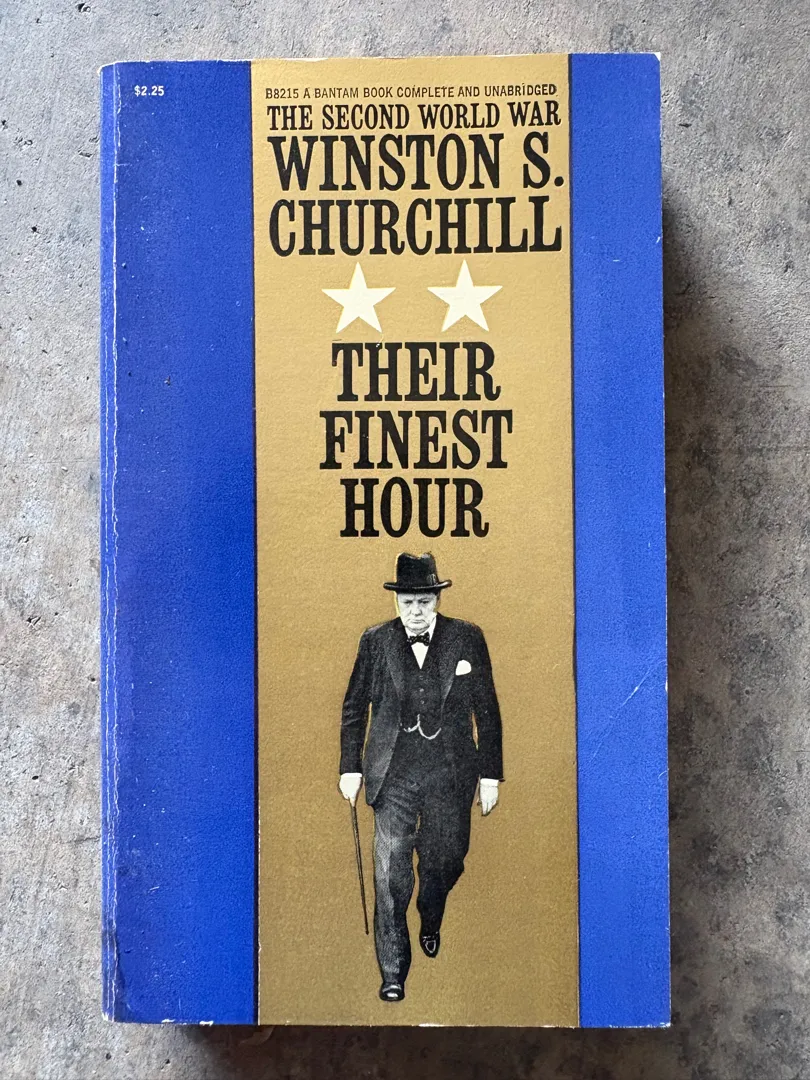 $2.25
B8215 A BANTAM BOOK COMPLETE AND UNABRIDGED
THE SECOND WORLD WAR
WINSTON S.
CHURCHILL
THEIR
FINEST
HOUR